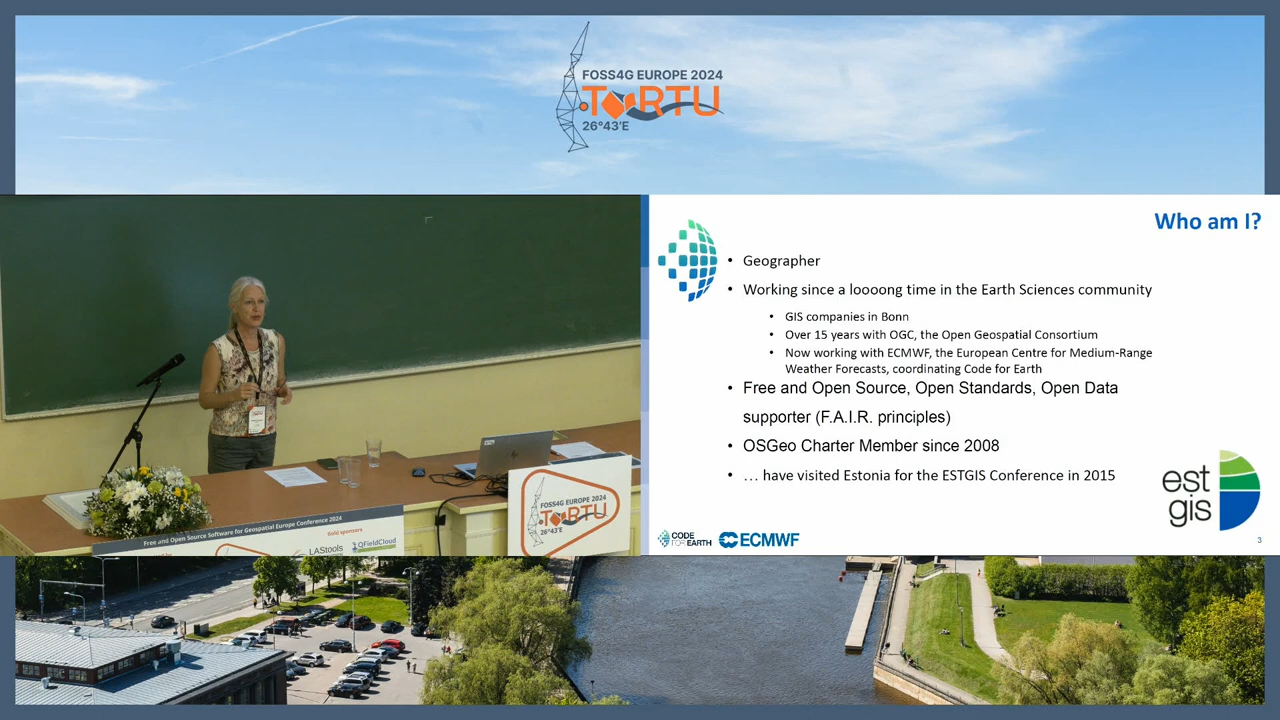 FOSS4G EUROPE 2024
TORTU
26°43'E
Who am I?
• Geographer
• Working since a loooong time in the Earth Sciences community
• GIS companies in Bonn
• Over 15 years with OGC, the Open Geospatial Consortium
• Now working with ECMWF, the European Centre for Medium-Range
Weather Forecasts, coordinating Code for Earth
• Free and Open Source, Open Standards, Open Data
supporter (F.A.I.R. principles)
• OSGeo Charter Member since 2008
• … have visited Estonia for the ESTGIS Conference in 2015
est
gis
CODE
FOR EARTH
ECMWF
3
FOSS4G EUROPE 2024
TORTU
26°43'E
Free and Open Source Software for Geospatial Europe Conference 2024
Gold sponsors
LAStools
QFieldCloud